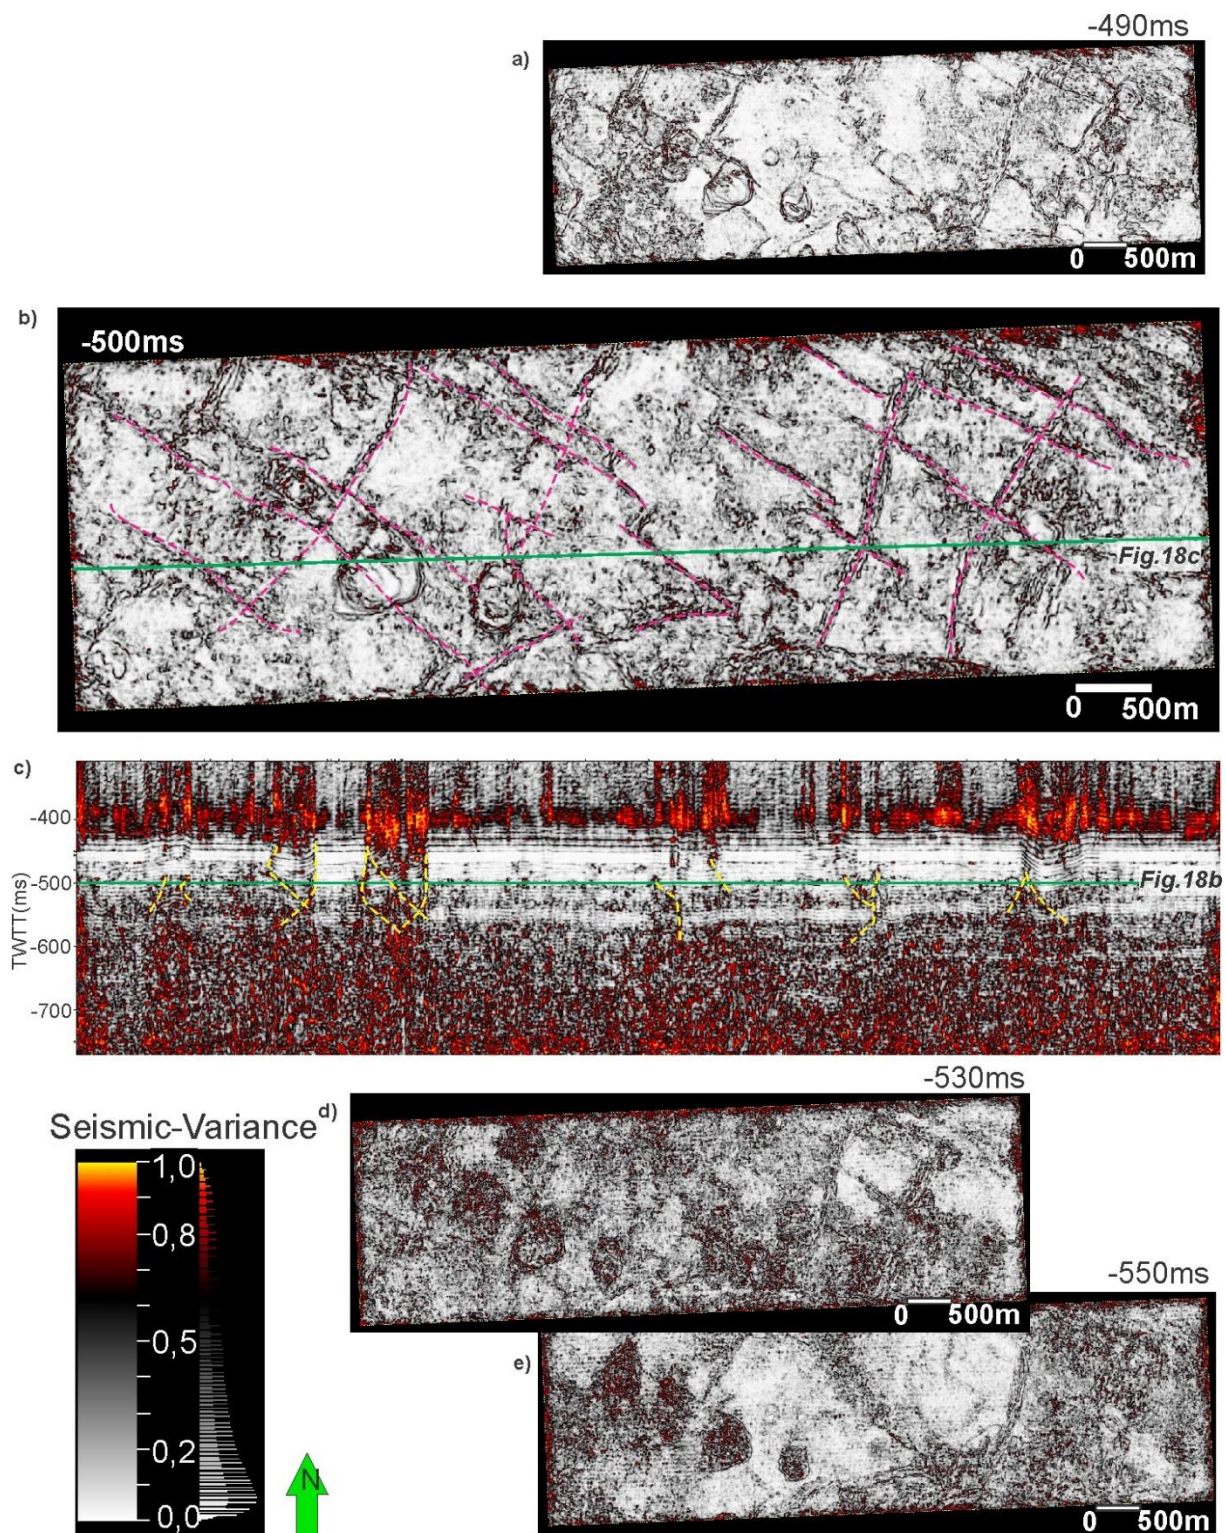 -490ms
a)
0 500m
b)
-500ms
Fig.18c
0 500m
c)
-400
-500
Fig.18b
-600
-700
TWTT(ms)
-530ms
d)
Seismic-Variance
1,0
0,8
0,5
0,2
0,0
0 500m
-550ms
e)
N
0 500m